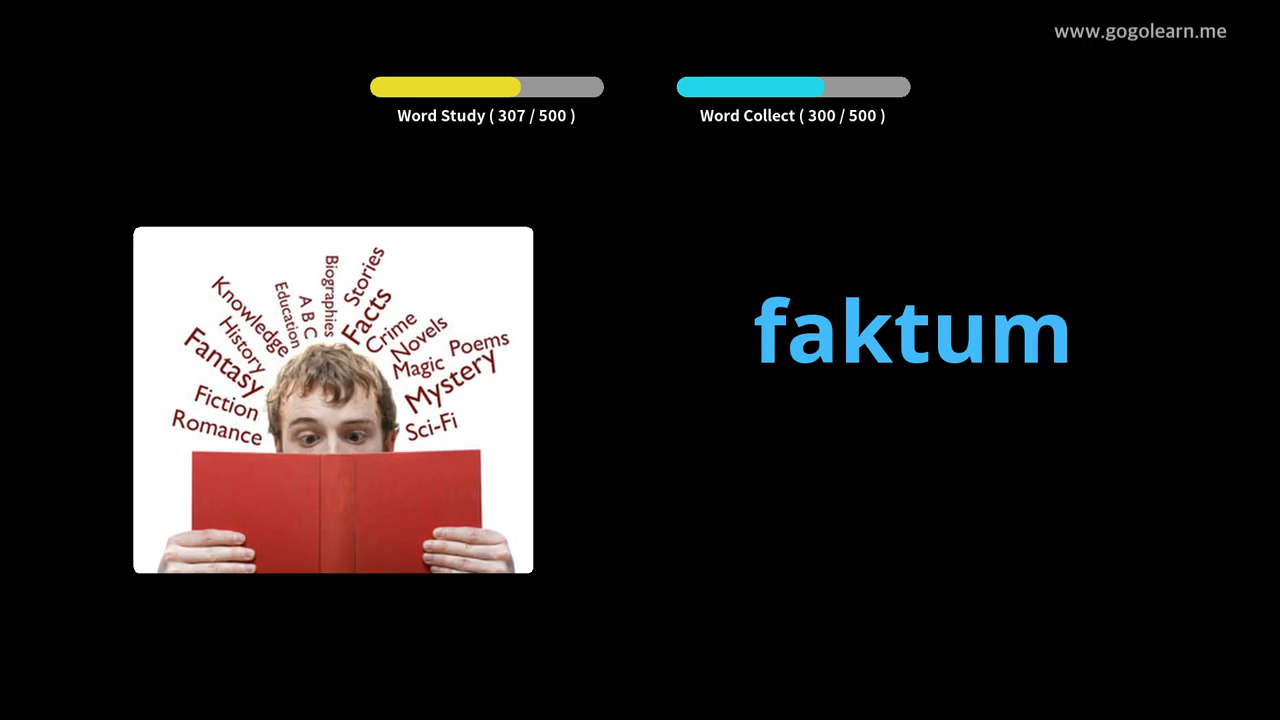 www.gogolearn.me
Word Study ( 307 / 500 )
Word Collect ( 300 / 500 )
Knowledge
Education
A B C
Biographies
Stories
Facts
Crime
Novels
Poems
Magic
Mystery
Sci-Fi
History
Fantasy
Fiction
Romance
faktum